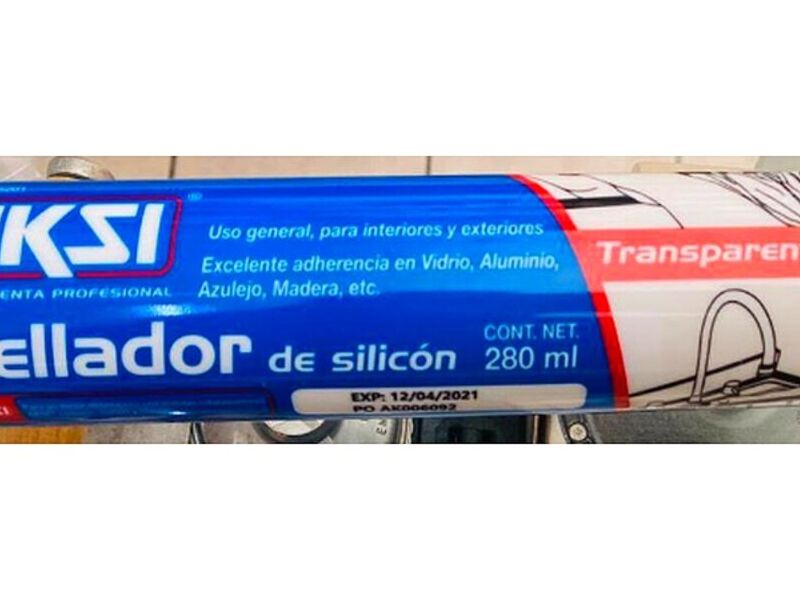 KSI
®
ENTA PROFESIONAL
ellador de silicón
Uso general, para interiores y exteriores
Excelente adherencia en Vidrio, Aluminio,
Azulejo, Madera, etc.
CONT. NET.
280 ml
EXP: 12/04/2021
PO AK006092
Transparen